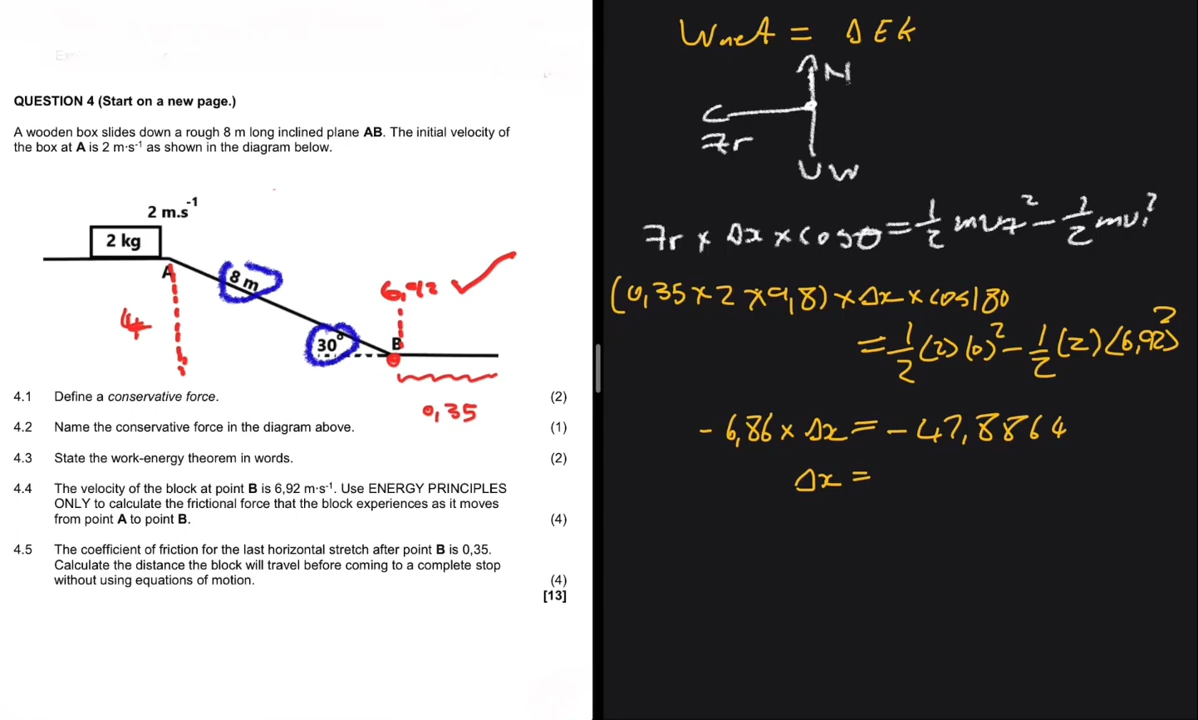 QUESTION 4 (Start on a new page.)
A wooden box slides down a rough 8 m long inclined plane AB. The initial velocity of
the box at A is 2 m·s⁻¹ as shown in the diagram below.
2 m.s⁻¹
2 kg
A
8 m
6,92
4
30°
B
0,35
4.1 Define a conservative force. (2)
4.2 Name the conservative force in the diagram above. (1)
4.3 State the work-energy theorem in words. (2)
4.4 The velocity of the block at point B is 6,92 m·s⁻¹. Use ENERGY PRINCIPLES
ONLY to calculate the frictional force that the block experiences as it moves
from point A to point B. (4)
4.5 The coefficient of friction for the last horizontal stretch after point B is 0,35.
Calculate the distance the block will travel before coming to a complete stop
without using equations of motion. (4)
[13]
Wnet = ΔEk
N
Fr
W
Fr × Δx × cosθ = ½ mvf² − ½ mvi²
(0,35×2×9,8) × Δx × cos180
= ½ (2)(0)² − ½ (2)(6,92)²
- 6,86 × Δx = - 47,8864
Δx =